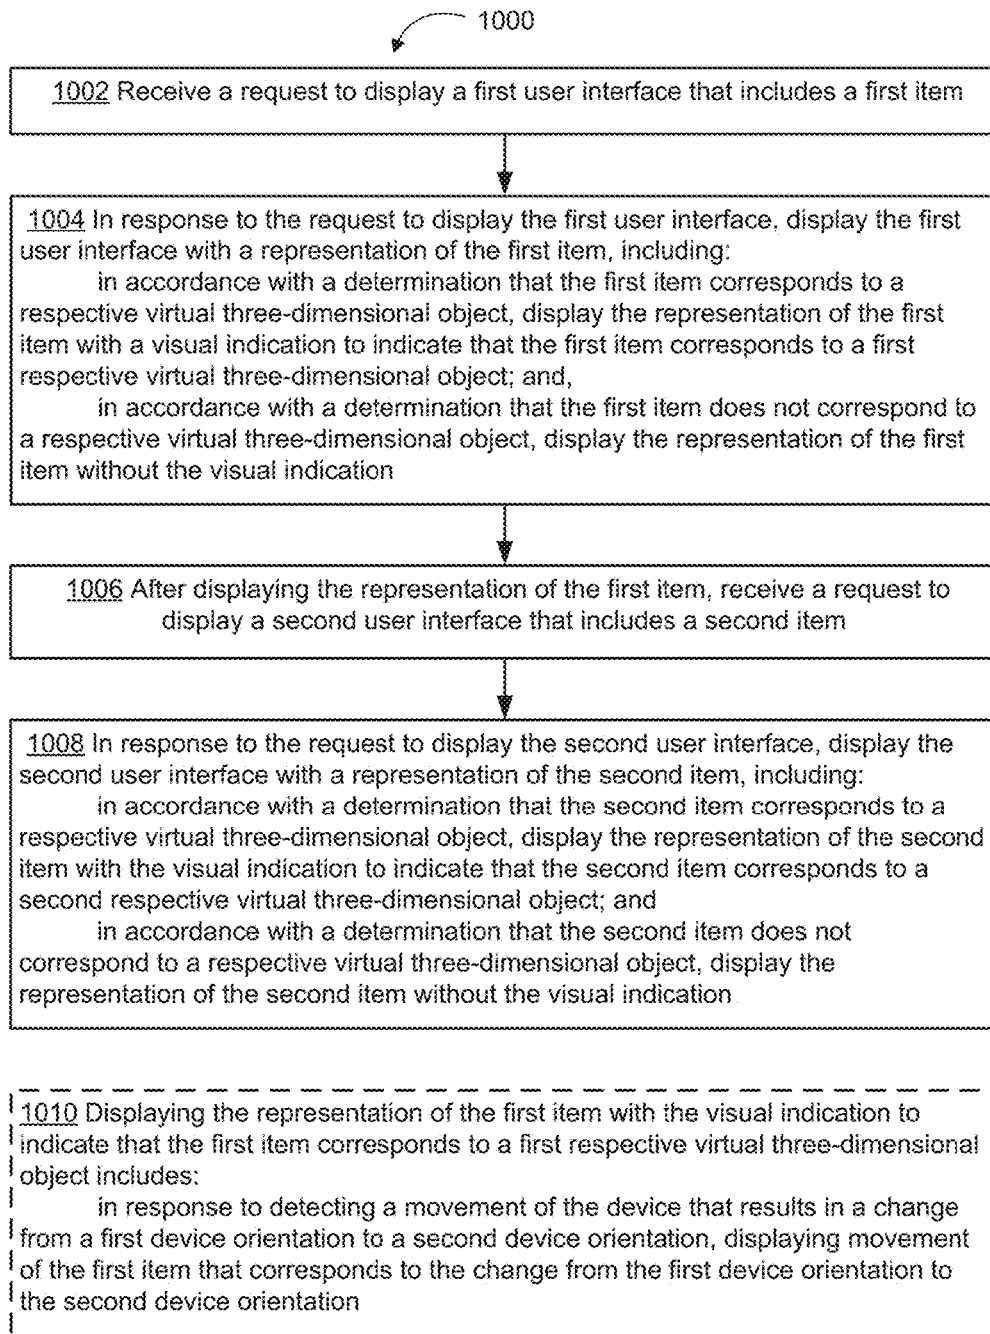 1000
1002 Receive a request to display a first user interface that includes a first item
1004 In response to the request to display the first user interface, display the first
user interface with a representation of the first item, including:
in accordance with a determination that the first item corresponds to a
respective virtual three-dimensional object, display the representation of the first
item with a visual indication to indicate that the first item corresponds to a first
respective virtual three-dimensional object; and,
in accordance with a determination that the first item does not correspond to
a respective virtual three-dimensional object, display the representation of the first
item without the visual indication
1006 After displaying the representation of the first item, receive a request to
display a second user interface that includes a second item
1008 In response to the request to display the second user interface, display the
second user interface with a representation of the second item, including:
in accordance with a determination that the second item corresponds to a
respective virtual three-dimensional object, display the representation of the second
item with the visual indication to indicate that the second item corresponds to a
second respective virtual three-dimensional object; and
in accordance with a determination that the second item does not
correspond to a respective virtual three-dimensional object, display the
representation of the second item without the visual indication
1010 Displaying the representation of the first item with the visual indication to
indicate that the first item corresponds to a first respective virtual three-dimensional
object includes:
in response to detecting a movement of the device that results in a change
from a first device orientation to a second device orientation, displaying movement
of the first item that corresponds to the change from the first device orientation to
the second device orientation